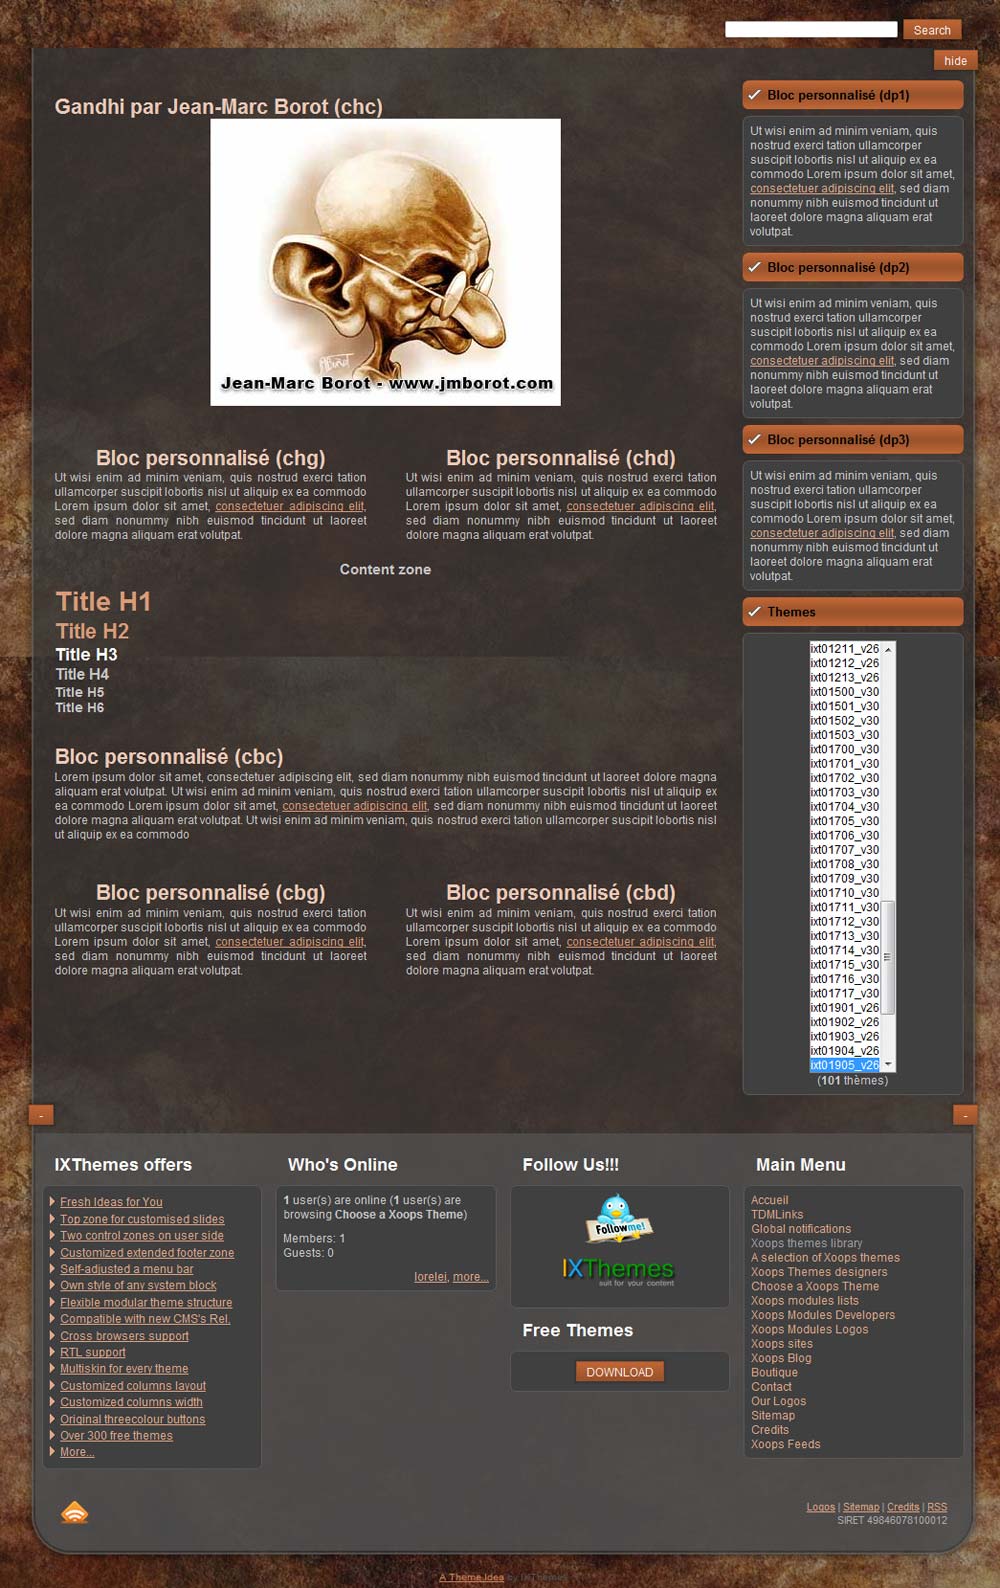 Search
hide
Gandhi par Jean-Marc Borot (chc)
Jean-Marc Borot - www.jmborot.com
Bloc personnalisé (chg)
Ut wisi enim ad minim veniam, quis nostrud exerci tation
ullamcorper suscipit lobortis nisl ut aliquip ex ea commodo
Lorem ipsum dolor sit amet, consectetuer adipiscing elit,
sed diam nonummy nibh euismod tincidunt ut laoreet
dolore magna aliquam erat volutpat.
Bloc personnalisé (chd)
Ut wisi enim ad minim veniam, quis nostrud exerci tation
ullamcorper suscipit lobortis nisl ut aliquip ex ea commodo
Lorem ipsum dolor sit amet, consectetuer adipiscing elit,
sed diam nonummy nibh euismod tincidunt ut laoreet
dolore magna aliquam erat volutpat.
Content zone
Title H1
Title H2
Title H3
Title H4
Title H5
Title H6
Bloc personnalisé (cbc)
Lorem ipsum dolor sit amet, consectetuer adipiscing elit, sed diam nonummy nibh euismod tincidunt ut laoreet dolore magna
aliquam erat volutpat. Ut wisi enim ad minim veniam, quis nostrud exerci tation ullamcorper suscipit lobortis nisl ut aliquip ex
ea commodo Lorem ipsum dolor sit amet, consectetuer adipiscing elit, sed diam nonummy nibh euismod tincidunt ut laoreet
dolore magna aliquam erat volutpat. Ut wisi enim ad minim veniam, quis nostrud exerci tation ullamcorper suscipit lobortis nisl
ut aliquip ex ea commodo
Bloc personnalisé (cbg)
Ut wisi enim ad minim veniam, quis nostrud exerci tation
ullamcorper suscipit lobortis nisl ut aliquip ex ea commodo
Lorem ipsum dolor sit amet, consectetuer adipiscing elit,
sed diam nonummy nibh euismod tincidunt ut laoreet
dolore magna aliquam erat volutpat.
Bloc personnalisé (cbd)
Ut wisi enim ad minim veniam, quis nostrud exerci tation
ullamcorper suscipit lobortis nisl ut aliquip ex ea commodo
Lorem ipsum dolor sit amet, consectetuer adipiscing elit,
sed diam nonummy nibh euismod tincidunt ut laoreet
dolore magna aliquam erat volutpat.
Bloc personnalisé (dp1)
Ut wisi enim ad minim veniam, quis
nostrud exerci tation ullamcorper
suscipit lobortis nisl ut aliquip ex ea
commodo Lorem ipsum dolor sit amet,
consectetuer adipiscing elit, sed diam
nonummy nibh euismod tincidunt ut
laoreet dolore magna aliquam erat
volutpat.
Bloc personnalisé (dp2)
Ut wisi enim ad minim veniam, quis
nostrud exerci tation ullamcorper
suscipit lobortis nisl ut aliquip ex ea
commodo Lorem ipsum dolor sit amet,
consectetuer adipiscing elit, sed diam
nonummy nibh euismod tincidunt ut
laoreet dolore magna aliquam erat
volutpat.
Bloc personnalisé (dp3)
Ut wisi enim ad minim veniam, quis
nostrud exerci tation ullamcorper
suscipit lobortis nisl ut aliquip ex ea
commodo Lorem ipsum dolor sit amet,
consectetuer adipiscing elit, sed diam
nonummy nibh euismod tincidunt ut
laoreet dolore magna aliquam erat
volutpat.
Themes
ixt01211_v26
ixt01212_v26
ixt01213_v26
ixt01500_v30
ixt01501_v30
ixt01502_v30
ixt01503_v30
ixt01700_v30
ixt01701_v30
ixt01702_v30
ixt01703_v30
ixt01704_v30
ixt01705_v30
ixt01706_v30
ixt01707_v30
ixt01708_v30
ixt01709_v30
ixt01710_v30
ixt01711_v30
ixt01712_v30
ixt01713_v30
ixt01714_v30
ixt01715_v30
ixt01716_v30
ixt01717_v30
ixt01901_v26
ixt01902_v26
ixt01903_v26
ixt01904_v26
ixt01905_v26
(101 thèmes)
-
-
IXThemes offers
Fresh Ideas for You
Top zone for customised slides
Two control zones on user side
Customized extended footer zone
Self-adjusted a menu bar
Own style of any system block
Flexible modular theme structure
Compatible with new CMS's Rel.
Cross browsers support
RTL support
Multiskin for every theme
Customized columns layout
Customized columns width
Original threecolour buttons
Over 300 free themes
More...
Who's Online
1 user(s) are online (1 user(s) are
browsing Choose a Xoops Theme)
Members: 1
Guests: 0
lorelei, more...
Follow Us!!!
Followme!
IXThemes
suit for your content
Free Themes
DOWNLOAD
Main Menu
Accueil
TDMLinks
Global notifications
Xoops themes library
A selection of Xoops themes
Xoops Themes designers
Choose a Xoops Theme
Xoops modules lists
Xoops Modules Developers
Xoops Modules Logos
Xoops sites
Xoops Blog
Boutique
Contact
Our Logos
Sitemap
Credits
Xoops Feeds
Logos | Sitemap | Credits | RSS
SIRET 49846078100012
A Theme.Idea by IXThemes